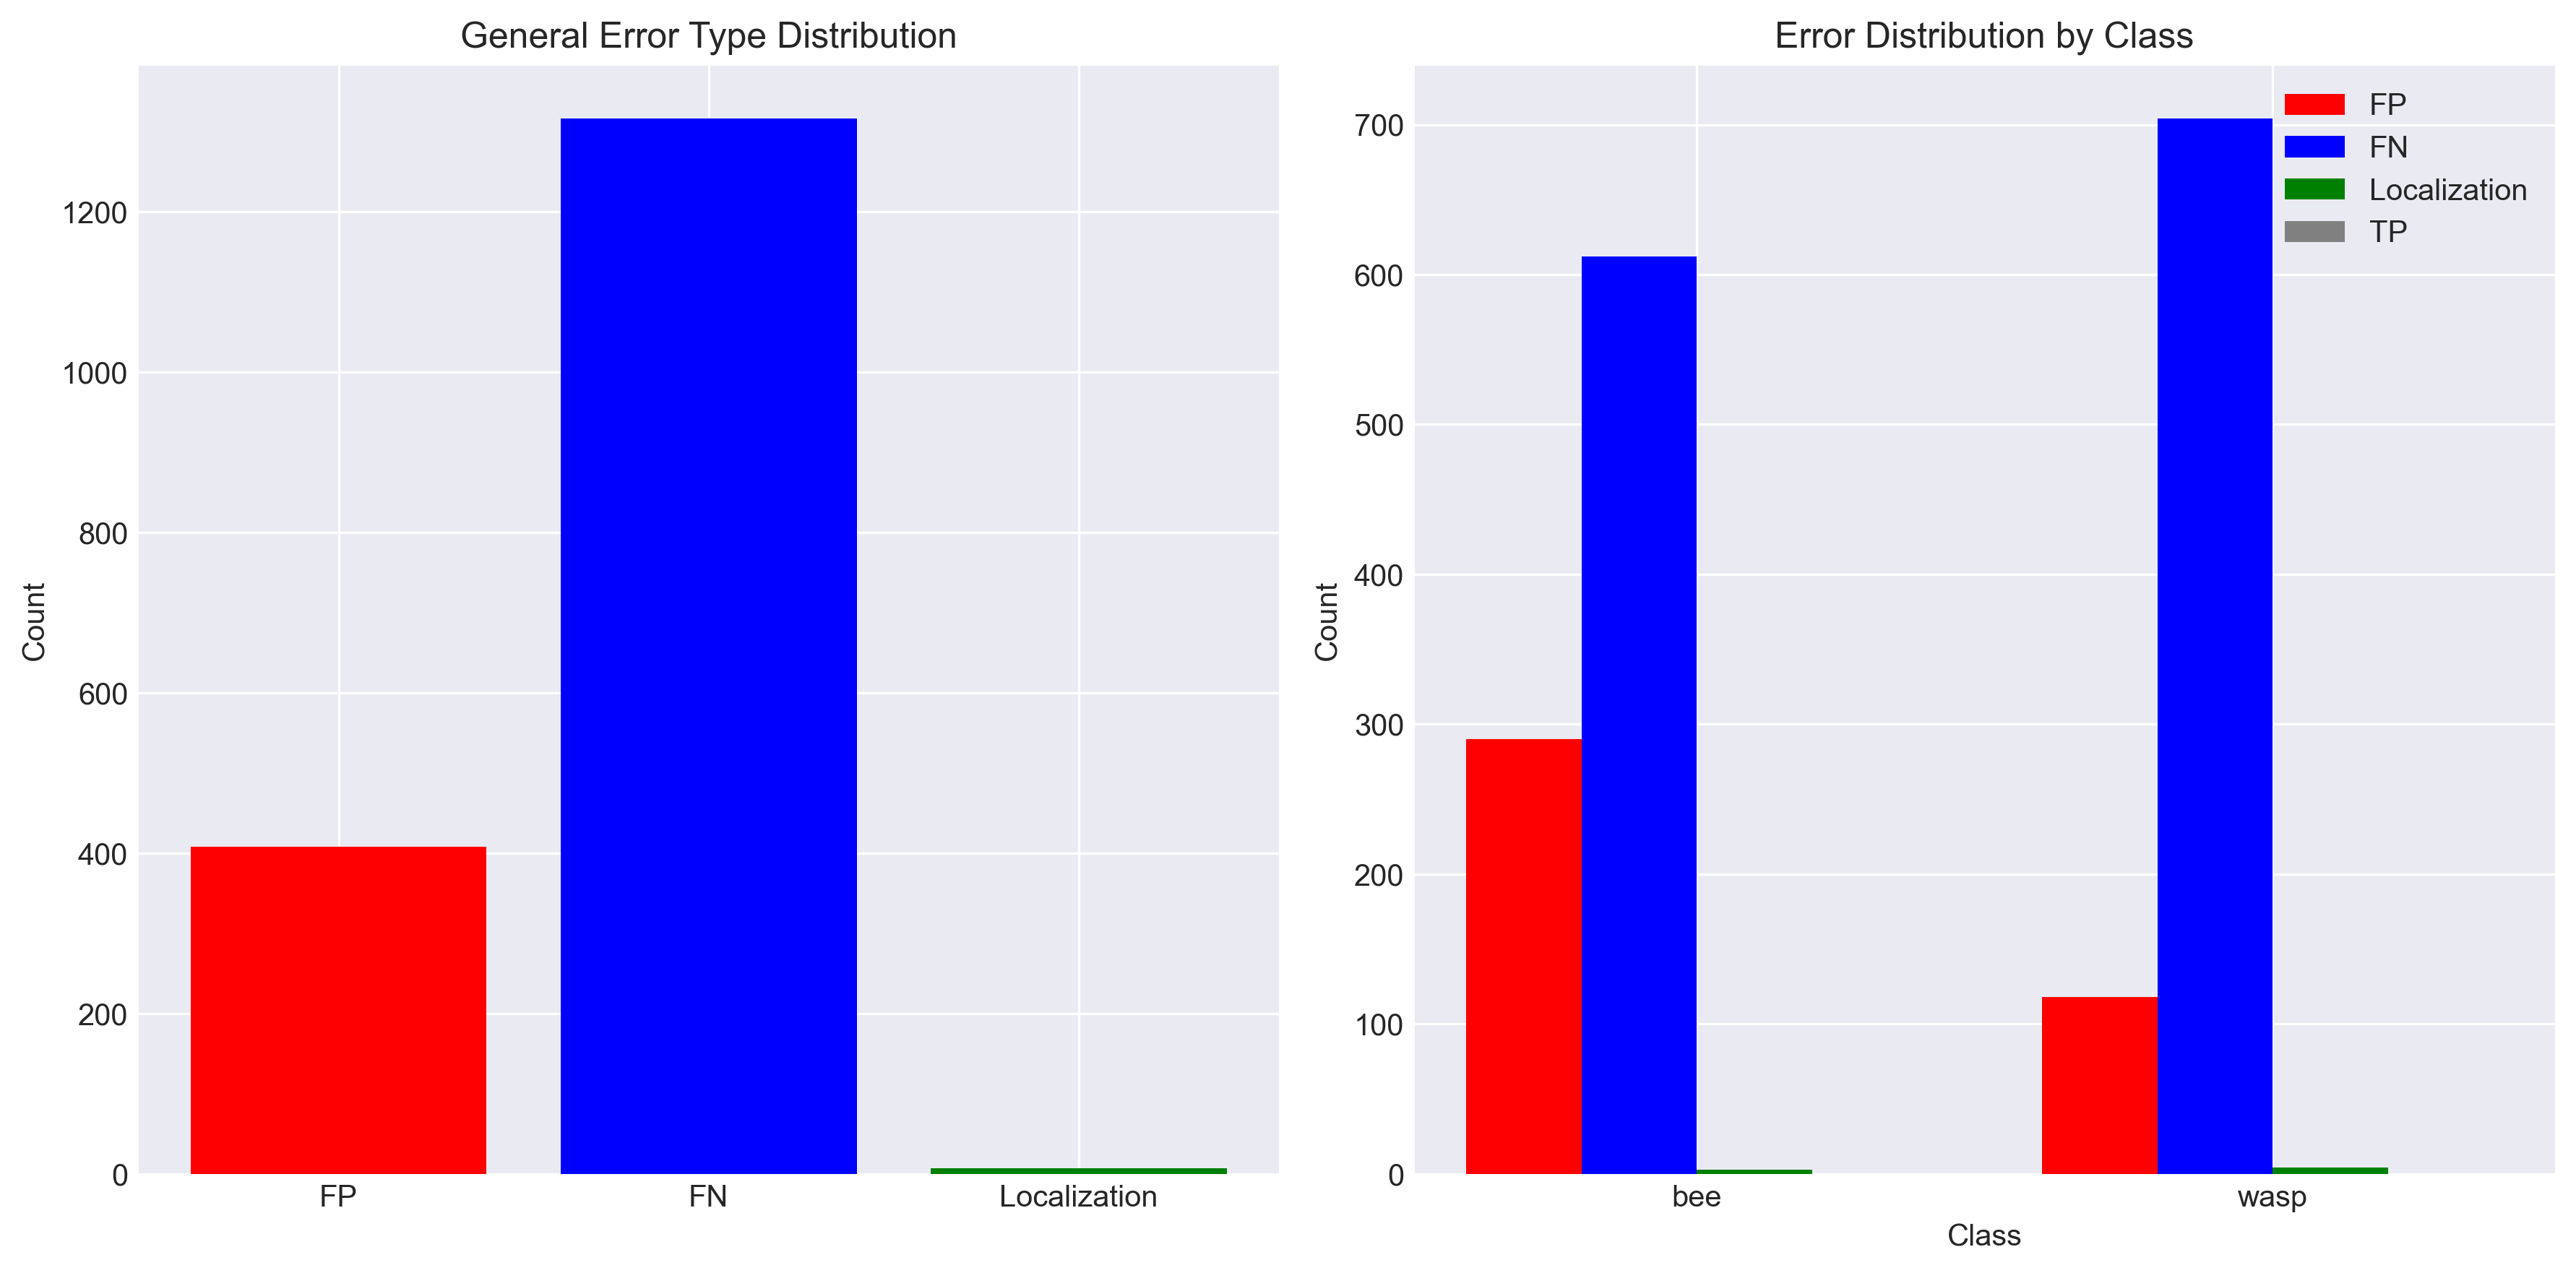 General Error Type Distribution
Count
1200
1000
800
600
400
200
0
FP
FN
Localization
Error Distribution by Class
Count
700
600
500
400
300
200
100
0
bee
wasp
Class
FP
FN
Localization
TP